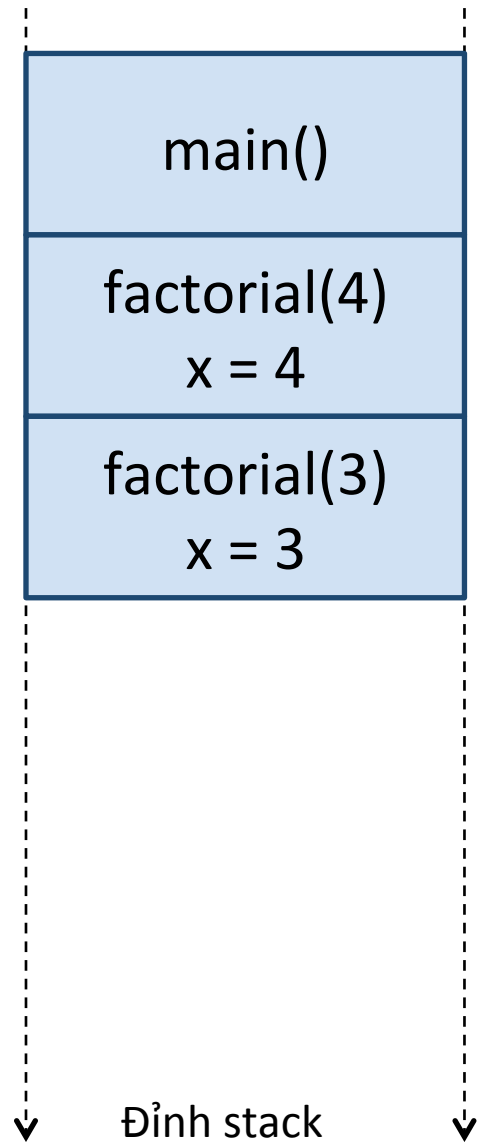 main()
factorial(4)
x = 4
factorial(3)
x = 3
Đỉnh stack